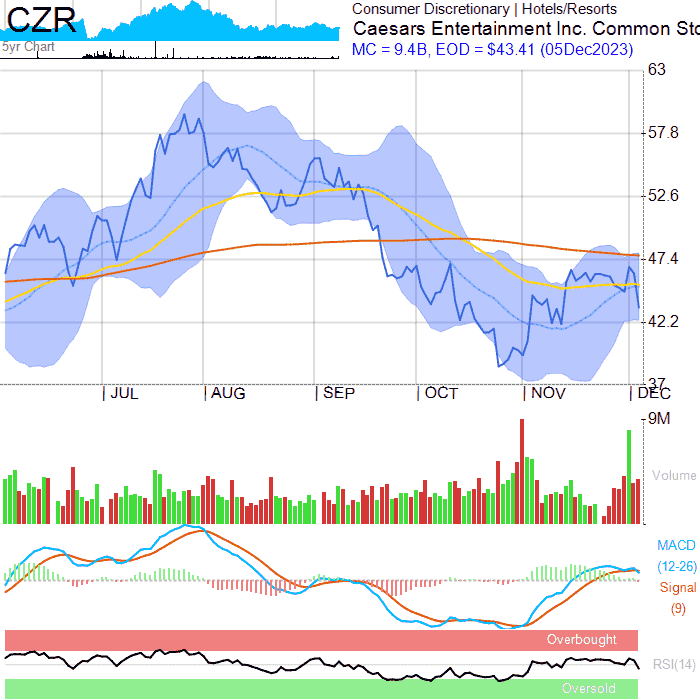 CZR
5yr Chart
Consumer Discretionary | Hotels/Resorts
Caesars Entertainment Inc. Common Sto
MC = 9.4B, EOD = $43.41 (05Dec2023)
63
57.8
52.6
47.4
42.2
37
JUL AUG SEP OCT NOV DEC
9M
Volume
MACD
(12-26)
Signal
(9)
Overbought
RSI(14)
Oversold